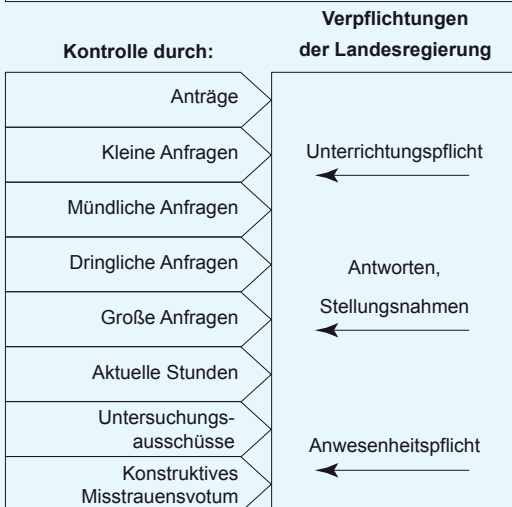 Verpflichtungen
der Landesregierung
Kontrolle durch:
Anträge
Kleine Anfragen
Mündliche Anfragen
Dringliche Anfragen
Große Anfragen
Aktuelle Stunden
Untersuchungs-
ausschüsse
Konstruktives
Misstrauensvotum
Unterrichtungspflicht
Antworten,
Stellungsnahmen
Anwesenheitspflicht